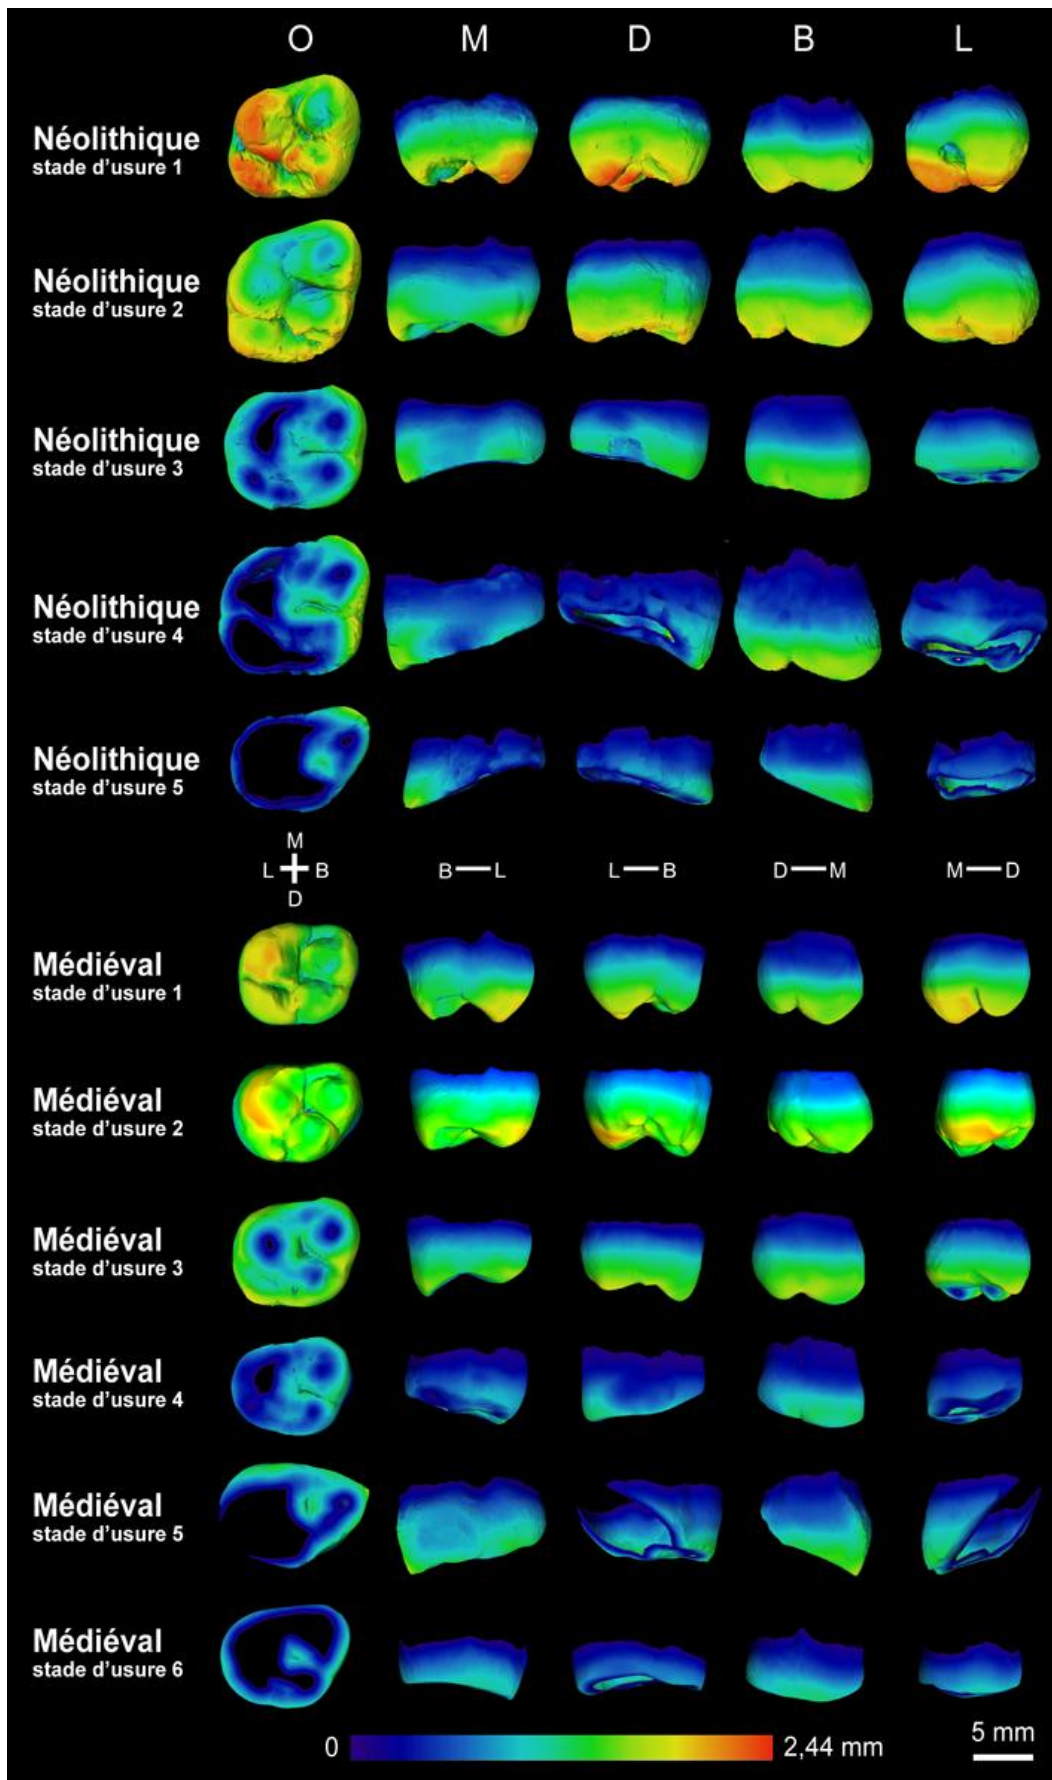 O M D B L
Néolithique
stade d'usure 1
Néolithique
stade d'usure 2
Néolithique
stade d'usure 3
Néolithique
stade d'usure 4
Néolithique
stade d'usure 5
M
L B B L L B D M M D
D
Médiéval
stade d'usure 1
Médiéval
stade d'usure 2
Médiéval
stade d'usure 3
Médiéval
stade d'usure 4
Médiéval
stade d'usure 5
Médiéval
stade d'usure 6
0 2,44 mm 5 mm